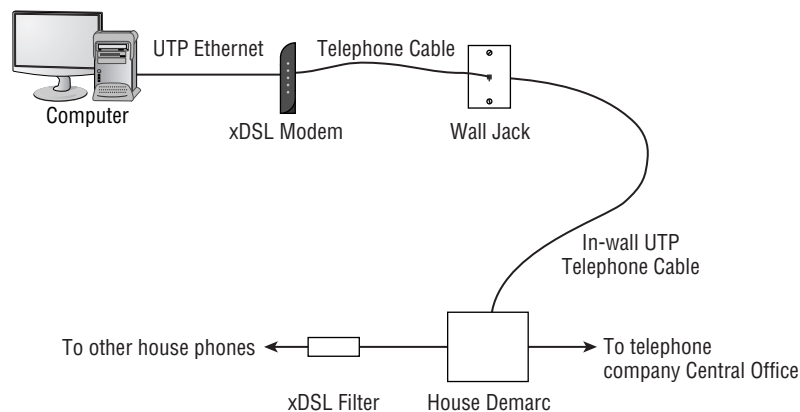 UTP Ethernet
Telephone Cable
Computer
xDSL Modem
Wall Jack
In-wall UTP
Telephone Cable
To other house phones
To telephone
company Central Office
xDSL Filter
House Demarc